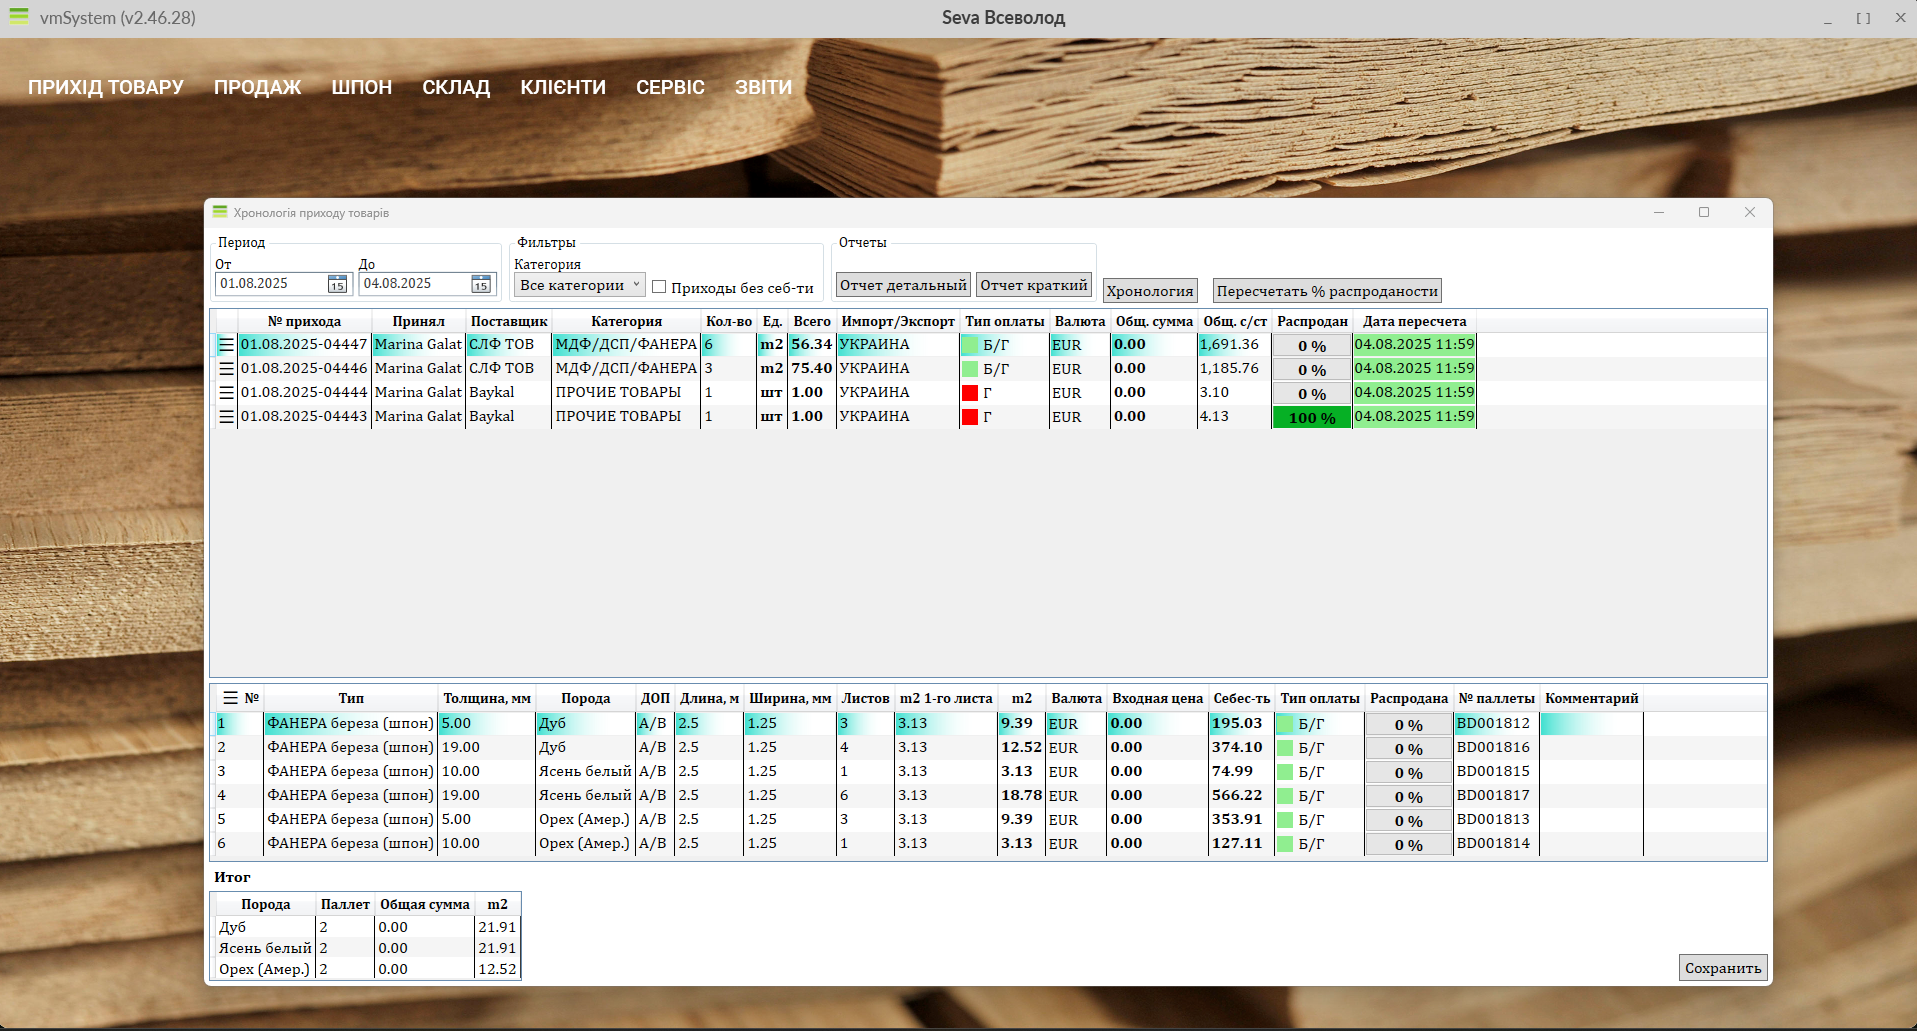 vmSystem (v2.46.28) Seva Всеволод
ПРИХІД ТОВАРУ ПРОДАЖ ШПОН СКЛАД КЛІЄНТИ СЕРВІС ЗВІТИ
Хронологія приходу товарів
Период Фильтры Отчеты
От До Категория
01.08.2025 15 04.08.2025 15 Все категории Приходы без себ-ти Отчет детальный Отчет краткий Хронология Пересчетать % распроданости
№ прихода Принял Поставщик Категория Кол-во Ед. Всего Импорт/Экспорт Тип оплаты Валюта Общ. сумма Общ. с/ст Распродан Дата пересчета
01.08.2025-04447 Marina Galat СЛФ ТОВ МДФ/ДСП/ФАНЕРА 6 m2 56.34 УКРАИНА Б/Г EUR 0.00 1,691.36 0 % 04.08.2025 11:59
01.08.2025-04446 Marina Galat СЛФ ТОВ МДФ/ДСП/ФАНЕРА 3 m2 75.40 УКРАИНА Б/Г EUR 0.00 1,185.76 0 % 04.08.2025 11:59
01.08.2025-04444 Marina Galat Baykal ПРОЧИЕ ТОВАРЫ 1 шт 1.00 УКРАИНА Г EUR 0.00 3.10 0 % 04.08.2025 11:59
01.08.2025-04443 Marina Galat Baykal ПРОЧИЕ ТОВАРЫ 1 шт 1.00 УКРАИНА Г EUR 0.00 4.13 100 % 04.08.2025 11:59
№ Тип Толщина, мм Порода ДОП Длина, м Ширина, мм Листов m2 1-го листа m2 Валюта Входная цена Себес-ть Тип оплаты Распродана № паллеты Комментарий
1 ФАНЕРА береза (шпон) 5.00 Дуб A/B 2.5 1.25 3 3.13 9.39 EUR 0.00 195.03 Б/Г 0 % BD001812
2 ФАНЕРА береза (шпон) 19.00 Дуб A/B 2.5 1.25 4 3.13 12.52 EUR 0.00 374.10 Б/Г 0 % BD001816
3 ФАНЕРА береза (шпон) 10.00 Ясень белый A/B 2.5 1.25 1 3.13 3.13 EUR 0.00 74.99 Б/Г 0 % BD001815
4 ФАНЕРА береза (шпон) 19.00 Ясень белый A/B 2.5 1.25 6 3.13 18.78 EUR 0.00 566.22 Б/Г 0 % BD001817
5 ФАНЕРА береза (шпон) 5.00 Орех (Амер.) A/B 2.5 1.25 3 3.13 9.39 EUR 0.00 353.91 Б/Г 0 % BD001813
6 ФАНЕРА береза (шпон) 10.00 Орех (Амер.) A/B 2.5 1.25 1 3.13 3.13 EUR 0.00 127.11 Б/Г 0 % BD001814
Итог
Порода Паллет Общая сумма m2
Дуб 2 0.00 21.91
Ясень белый 2 0.00 21.91
Орех (Амер.) 2 0.00 12.52
Сохранить